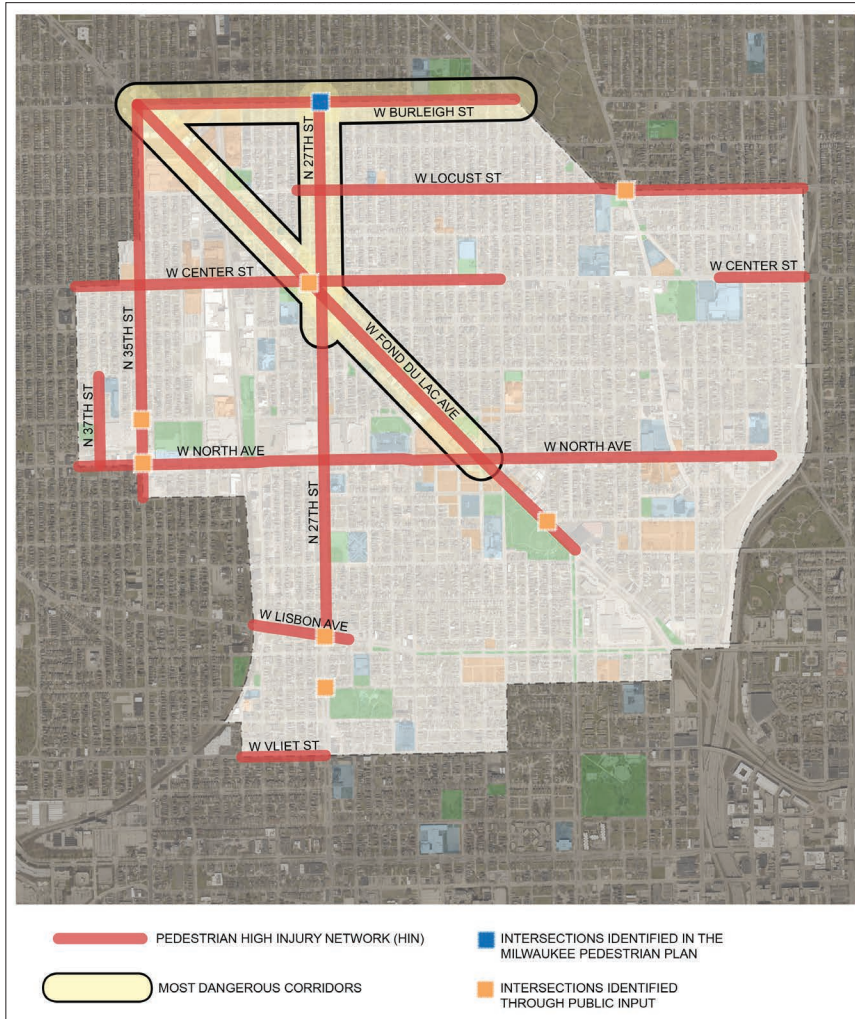 W BURLEIGH ST
N 27TH ST
W LOCUST ST
W CENTER ST
W CENTER ST
N 35TH ST
W FOND DU LAC AVE
N 37TH ST
W NORTH AVE
W NORTH AVE
N 27TH ST
W LISBON AVE
W VLIET ST
PEDESTRIAN HIGH INJURY NETWORK (HIN)
MOST DANGEROUS CORRIDORS
INTERSECTIONS IDENTIFIED IN THE
MILWAUKEE PEDESTRIAN PLAN
INTERSECTIONS IDENTIFIED
THROUGH PUBLIC INPUT